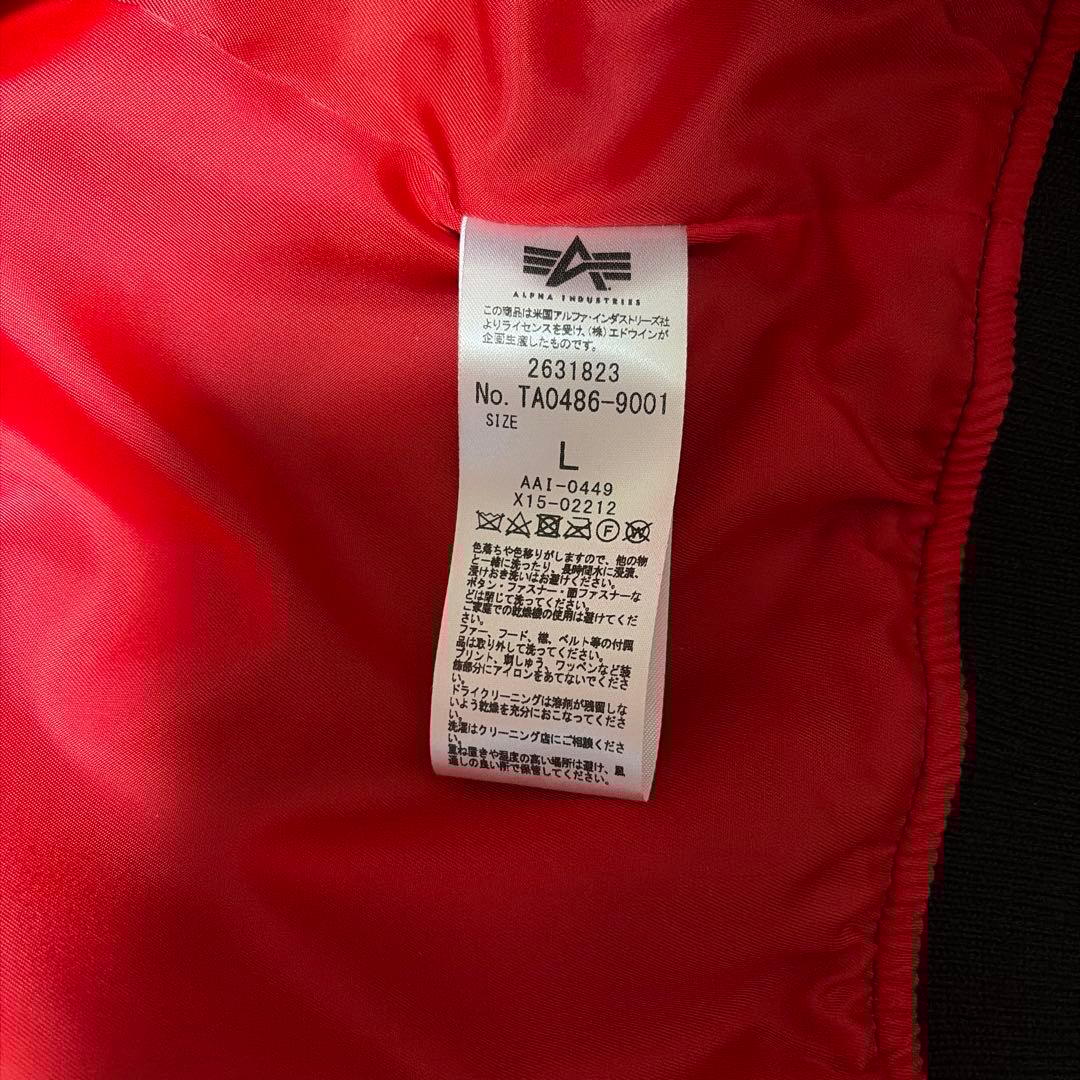 ALPHA INDUSTRIES
この商品は米国アルファ・インダストリーズ社
よりライセンスを受け、(株)エドウインが
企画生産したものです。
2631823
No. TA0486-9001
SIZE
L
AAI-0449
X15-02212
F
W
色落ちや色移りがしますので、他の物
と一緒に洗ったり、長時間水に浸漬、
浸けおき洗いはお避けください。
ボタン・ファスナー・面ファスナーな
どは閉じて洗ってください。
ご家庭での乾燥機の使用は避けてくだ
さい。
ファー、フード、襟、ベルト等の付属
品は取り外して洗ってください。
プリント、刺しゅう、ワッペンなど装
飾部分にアイロンをあてないでくださ
い。
ドライクリーニングは溶剤が残留しな
いよう乾燥を充分におこなってくださ
い。
洗濯はクリーニング店にご相談くださ
い。
重ね置きや湿度の高い場所は避け、風
通しの良い所で保管してください。